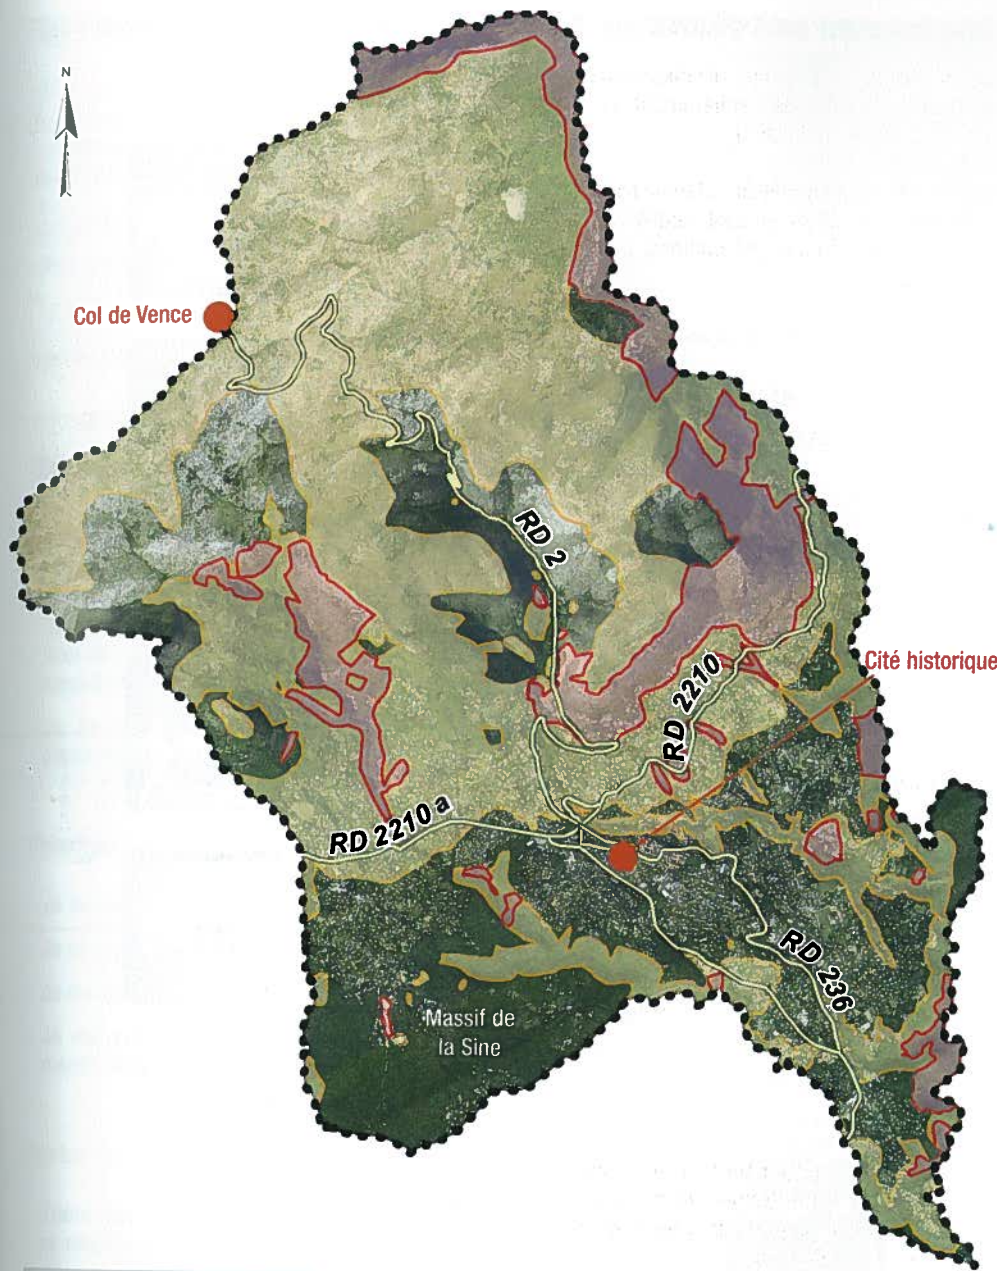 N
Col de Vence
RD 2
Cité historique
RD 2210
RD 2210 a
RD 236
Massif de
la Sine